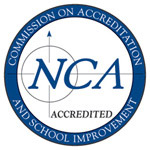 COMMISSION ON ACCREDITATION
NCA
ACCREDITED
AND SCHOOL IMPROVEMENT